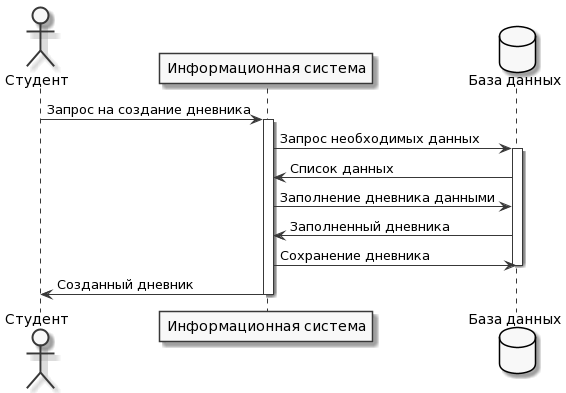 Студент
Информационная система
База данных
Запрос на создание дневника
Запрос необходимых данных
Список данных
Заполнение дневника данными
Заполненный дневника
Сохранение дневника
Созданный дневник
Студент
Информационная система
База данных